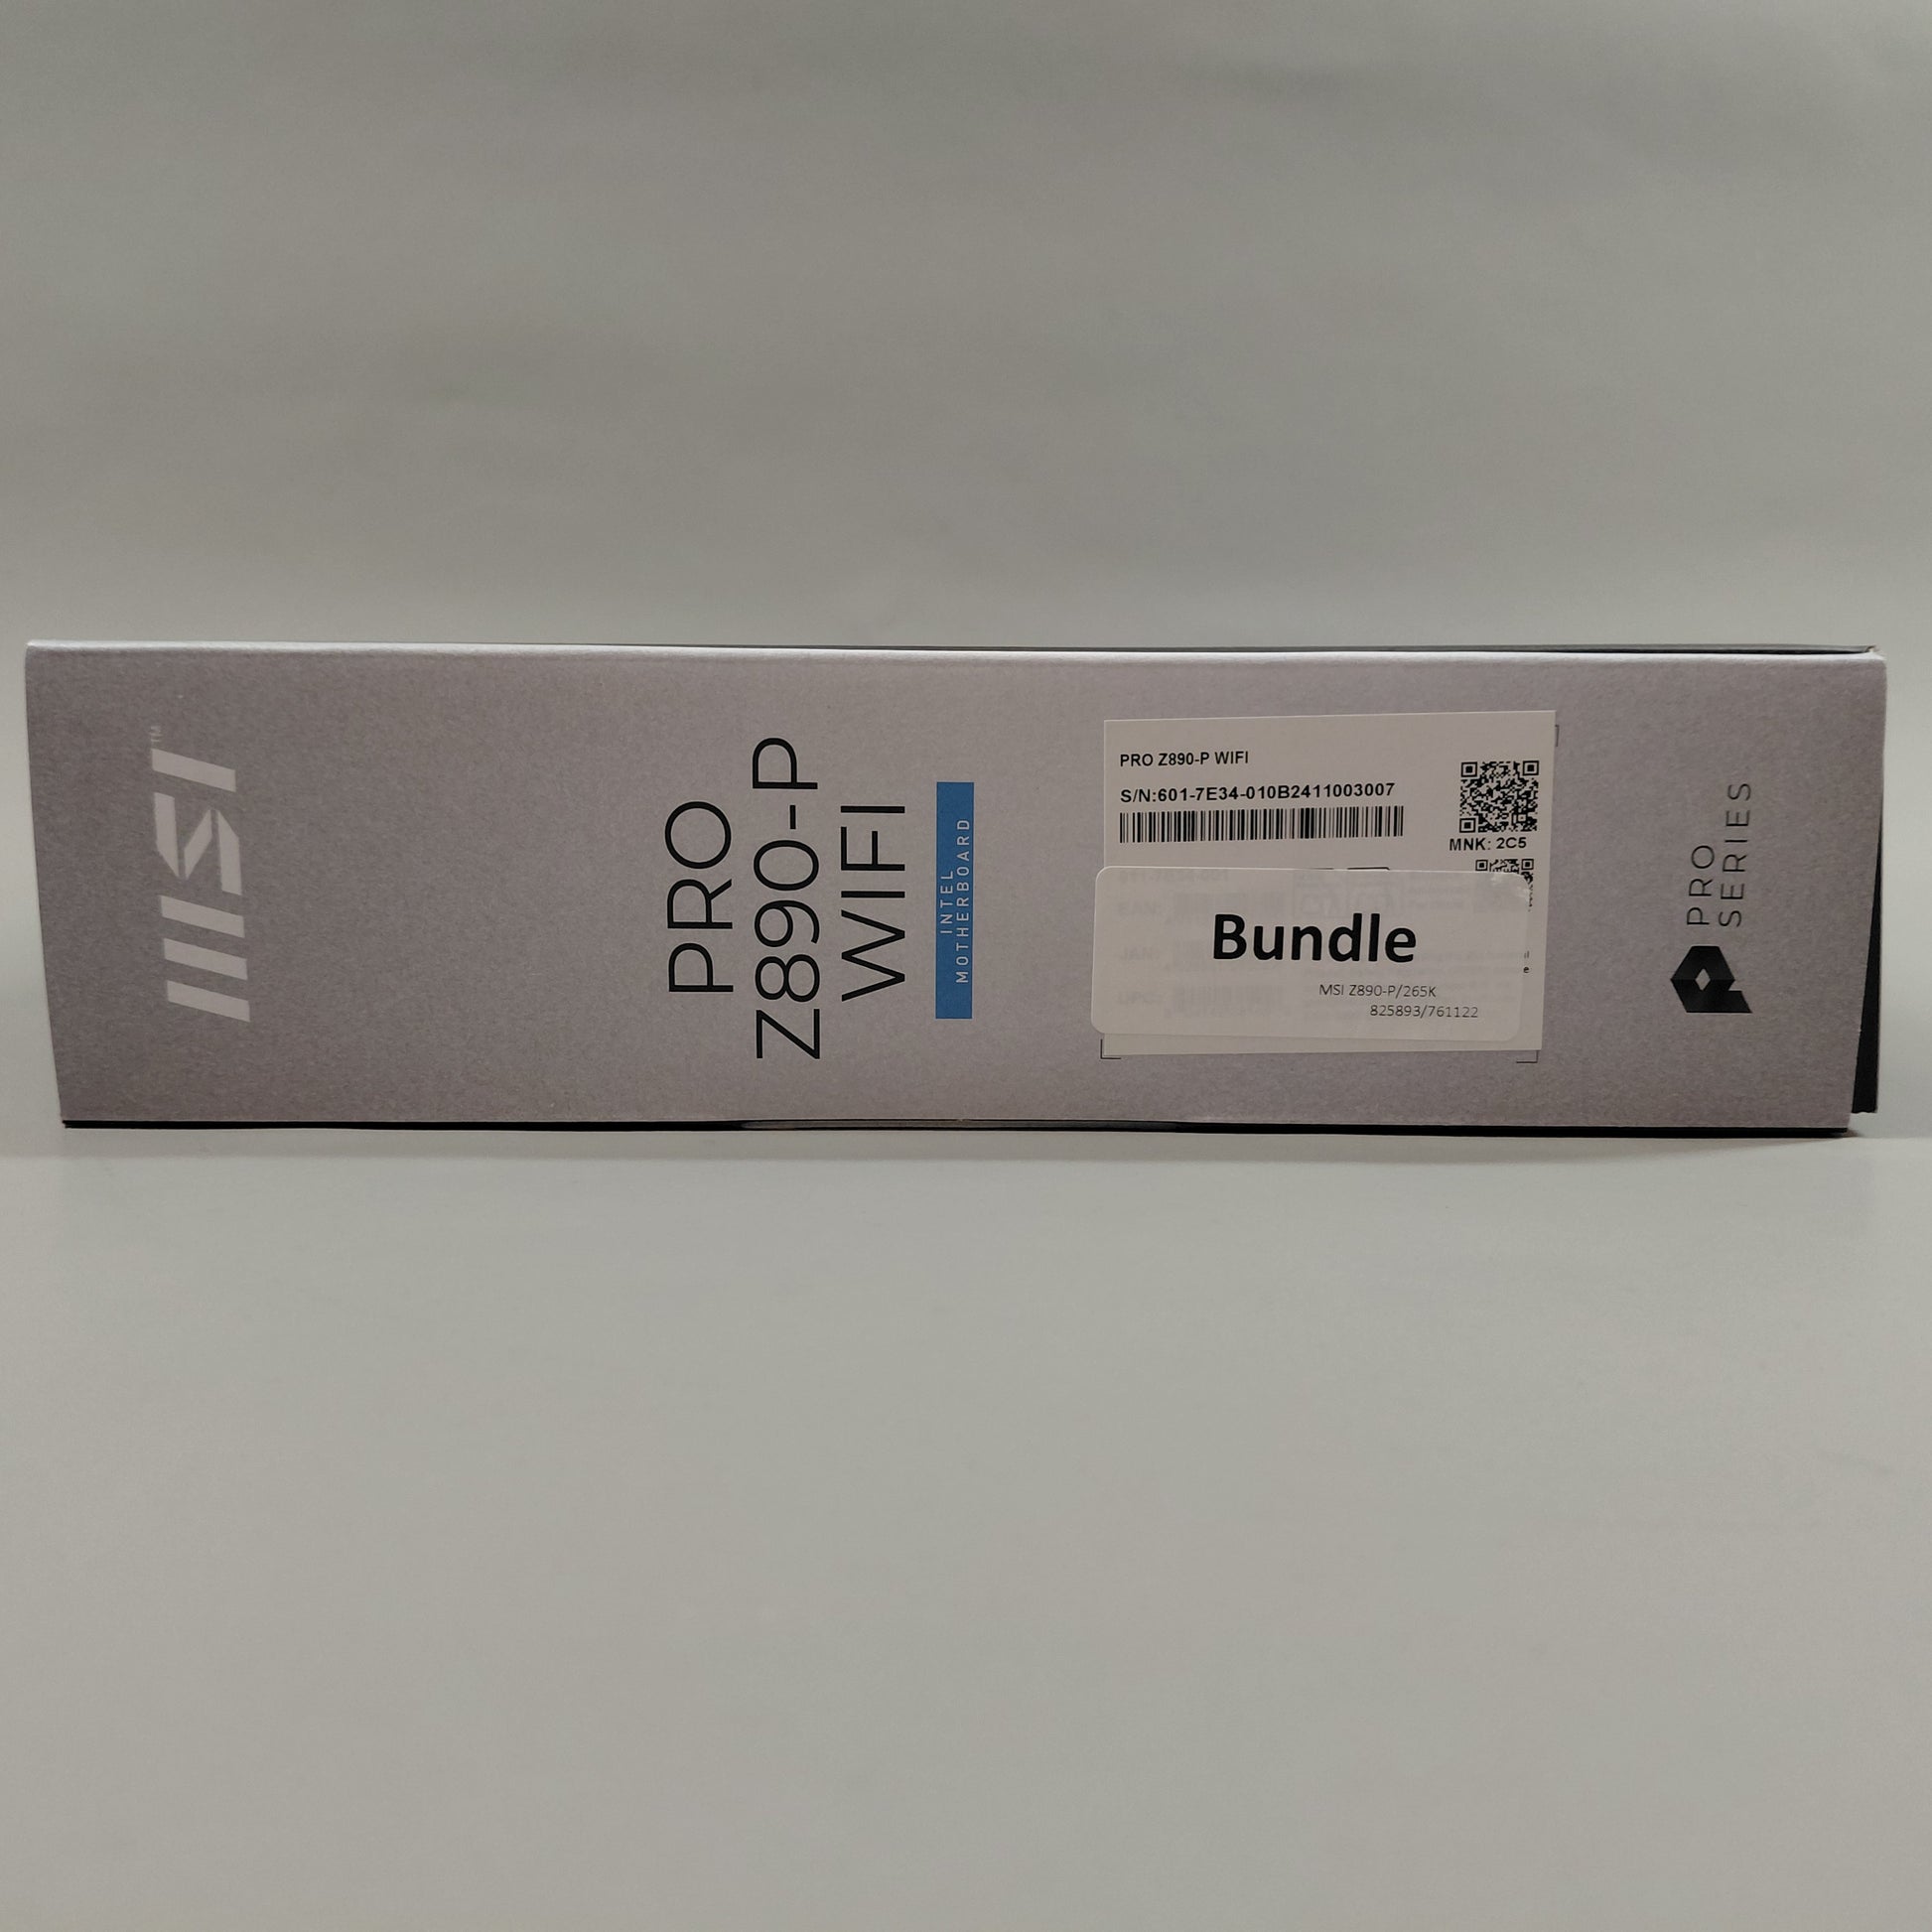 MSI™
PRO
Z890-P
WIFI
INTEL
MOTHERBOARD
PRO Z890-P WIFI
S/N:601-7E34-010B2411003007
MNK: 2C5
Bundle
MSI Z890-P/265K
825893/761122
PRO
SERIES